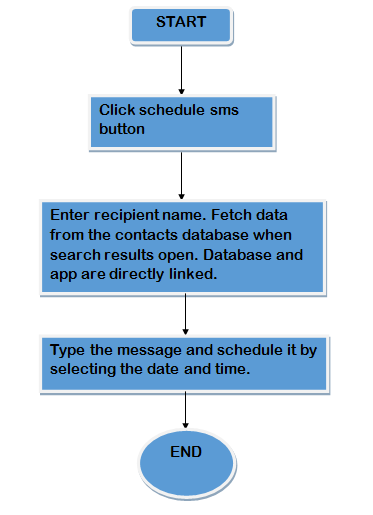 START
Click schedule sms
button
Enter recipient name. Fetch data
from the contacts database when
search results open. Database and
app are directly linked.
Type the message and schedule it by
selecting the date and time.
END